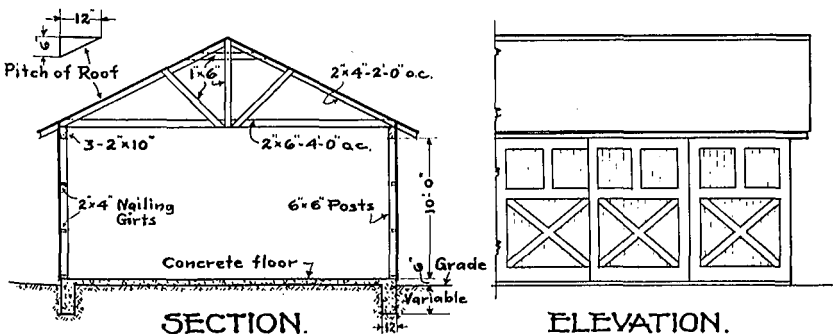 12"
6"
Pitch of Roof
1"x6"
2"x4"-2'-0" o.c.
3-2"x10"
2"x6"-4'-0" o.c.
2"x4" Nailing
Girts
6"x6" Posts
10'-0"
Concrete floor
6"
Grade
Variable
12"
SECTION.
ELEVATION.